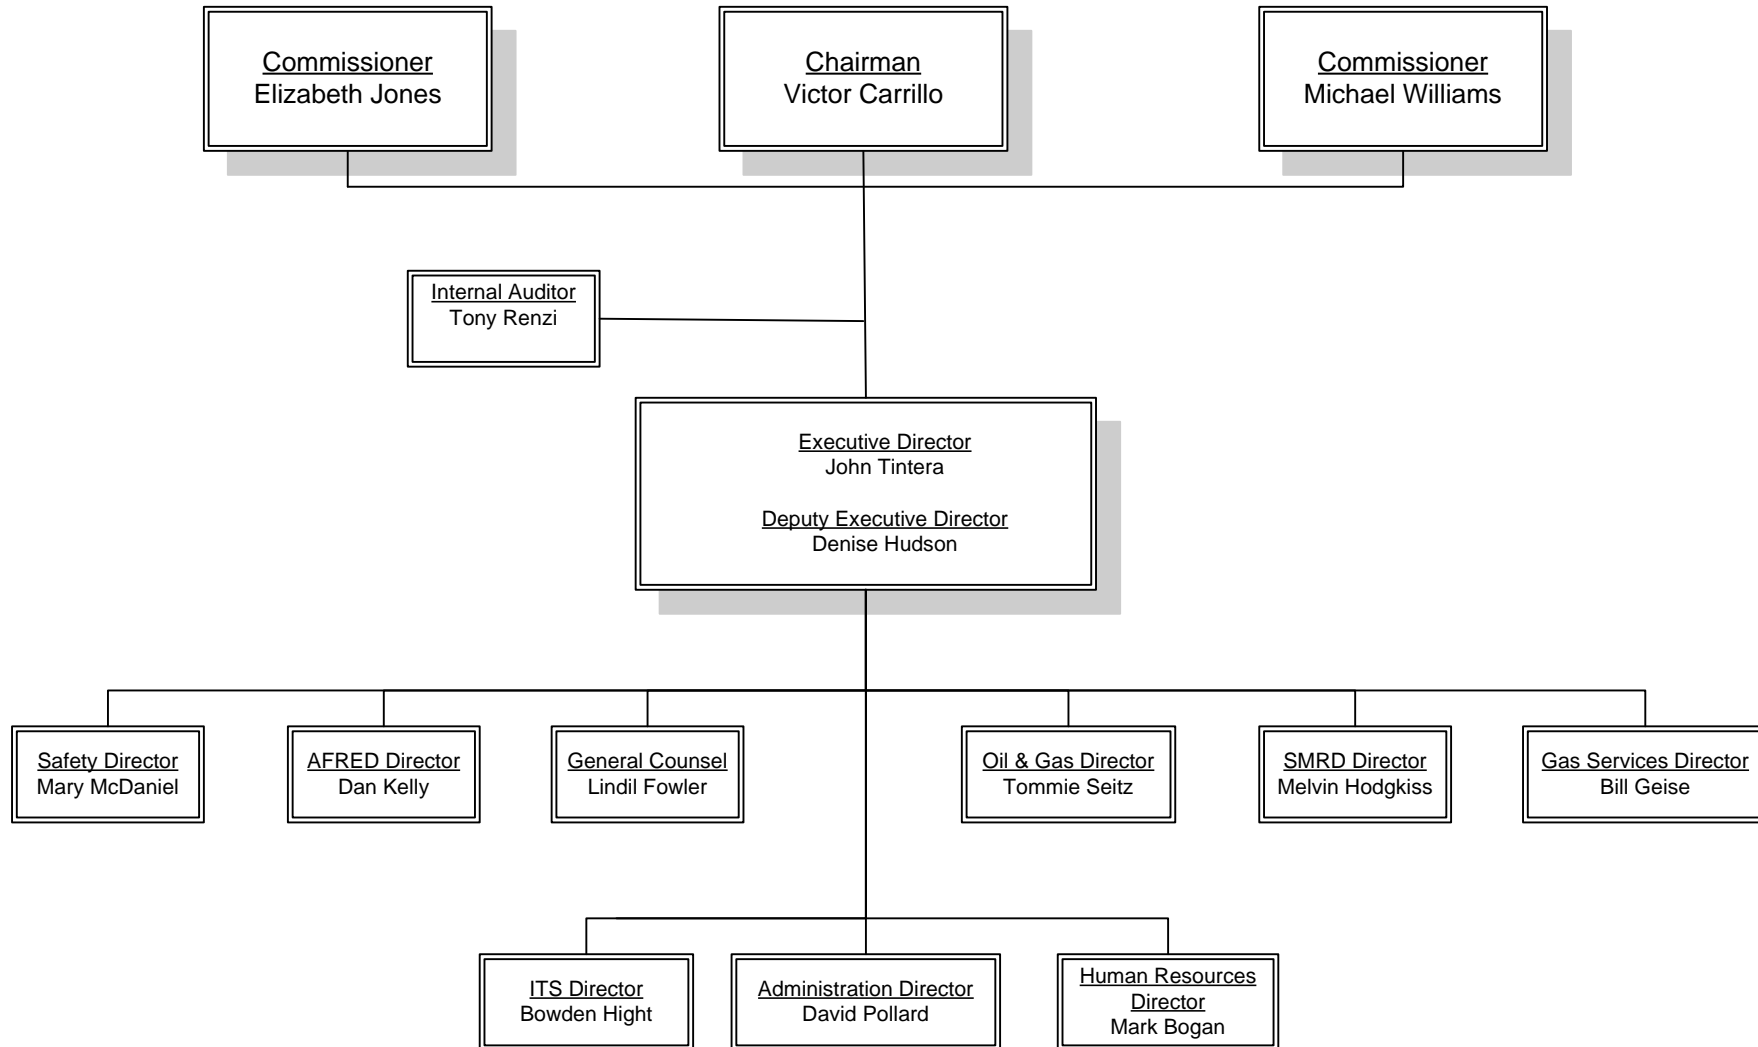 Commissioner
Elizabeth Jones
Chairman
Victor Carrillo
Commissioner
Michael Williams
Internal Auditor
Tony Renzi
Executive Director
John Tintera
Deputy Executive Director
Denise Hudson
Safety Director
Mary McDaniel
AFRED Director
Dan Kelly
General Counsel
Lindil Fowler
Oil & Gas Director
Tommie Seitz
SMRD Director
Melvin Hodgkiss
Gas Services Director
Bill Geise
ITS Director
Bowden Hight
Administration Director
David Pollard
Human Resources
Director
Mark Bogan